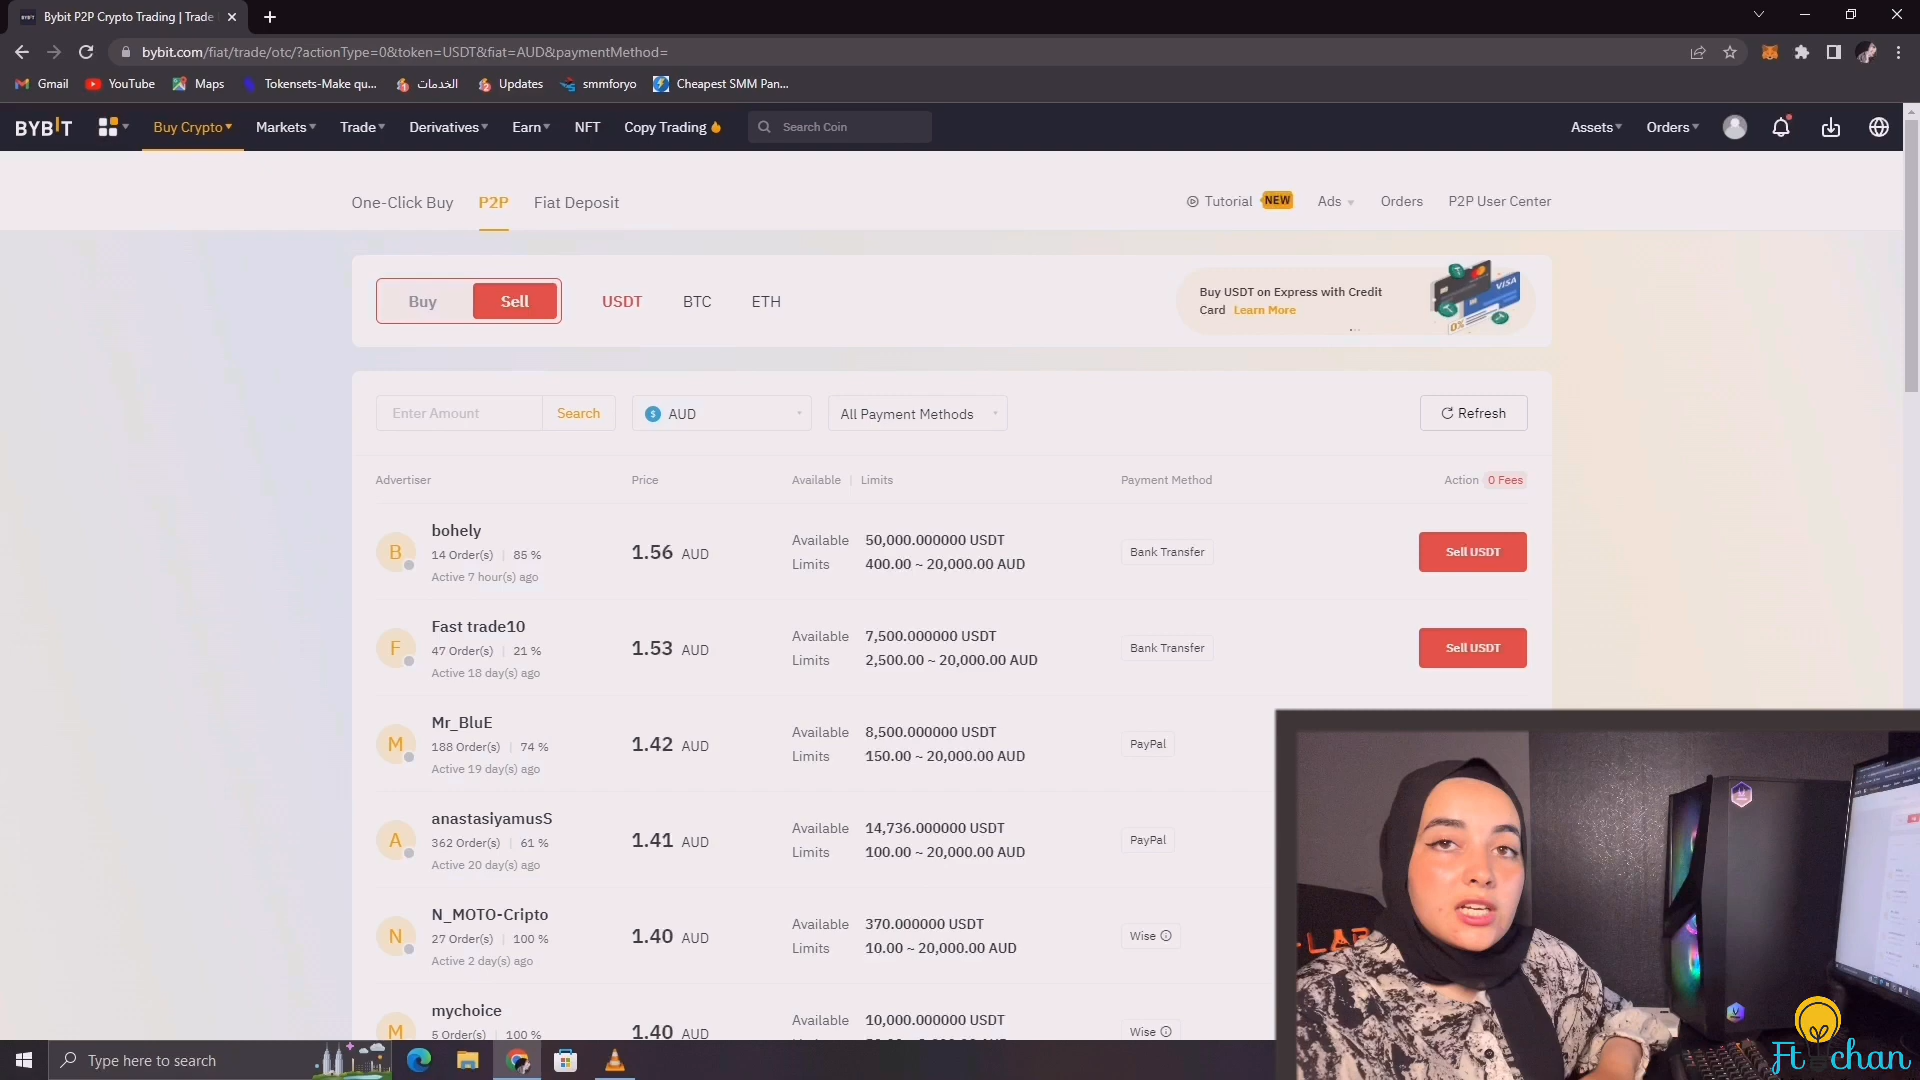 Bybit P2P Crypto Trading | Trade
bybit.com/fiat/trade/otc/?actionType=0&token=USDT&fiat=AUD&paymentMethod=
Gmail YouTube Maps Tokensets-Make qu... الخدمات Updates smmforyo Cheapest SMM Pan...
BYBIT Buy Crypto Markets Trade Derivatives Earn NFT Copy Trading Search Coin Assets Orders
One-Click Buy P2P Fiat Deposit Tutorial NEW Ads Orders P2P User Center
Buy Sell USDT BTC ETH
Buy USDT on Express with Credit
Card Learn More
VISA
0%
Enter Amount Search AUD All Payment Methods Refresh
Advertiser Price Available | Limits Payment Method Action 0 Fees
B bohely
14 Order(s) | 85 %
Active 7 hour(s) ago
1.56 AUD
Available 50,000.000000 USDT
Limits 400.00 ~ 20,000.00 AUD
Bank Transfer
Sell USDT
F Fast trade10
47 Order(s) | 21 %
Active 18 day(s) ago
1.53 AUD
Available 7,500.000000 USDT
Limits 2,500.00 ~ 20,000.00 AUD
Bank Transfer
Sell USDT
M Mr_BluE
188 Order(s) | 74 %
Active 19 day(s) ago
1.42 AUD
Available 8,500.000000 USDT
Limits 150.00 ~ 20,000.00 AUD
PayPal
A anastasiyamusS
362 Order(s) | 61 %
Active 20 day(s) ago
1.41 AUD
Available 14,736.000000 USDT
Limits 100.00 ~ 20,000.00 AUD
PayPal
N N_MOTO-Cripto
27 Order(s) | 100 %
Active 2 day(s) ago
1.40 AUD
Available 370.000000 USDT
Limits 10.00 ~ 20,000.00 AUD
Wise
M mychoice
5 Order(s) | 100 %
1.40 AUD
Available 10,000.000000 USDT
Wise
Type here to search
Ft chan